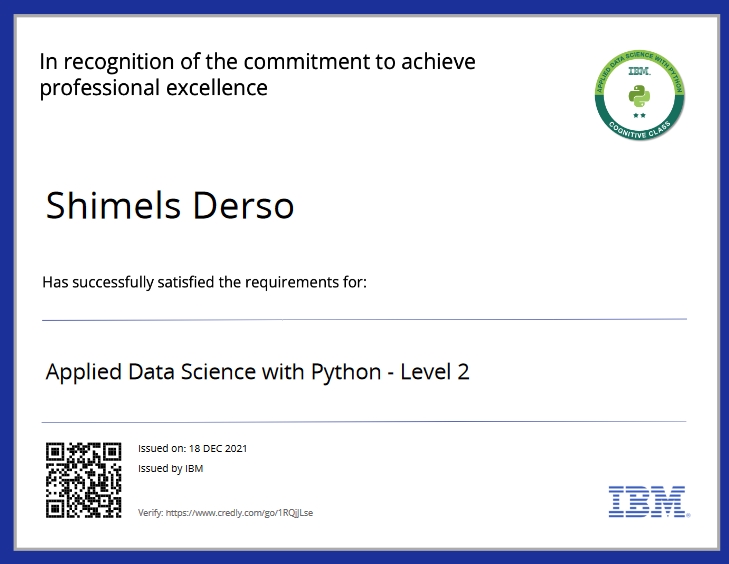 In recognition of the commitment to achieve
professional excellence
APPLIED DATA SCIENCE WITH PYTHON
IBM.
COGNITIVE CLASS
Shimels Derso
Has successfully satisfied the requirements for:
Applied Data Science with Python - Level 2
Issued on: 18 DEC 2021
Issued by IBM
Verify: https://www.credly.com/go/1RQjJLse
IBM®